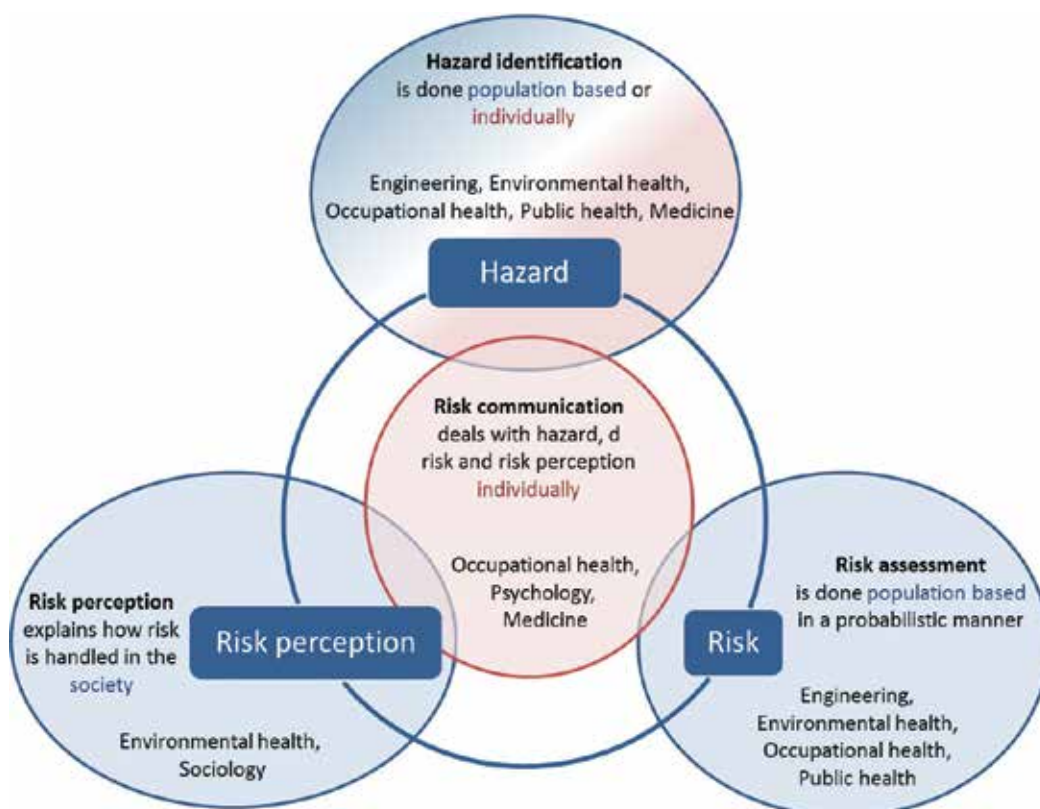 Hazard identification
is done population based or
individually
Engineering, Environmental health,
Occupational health, Public health, Medicine
Hazard
Risk communication
deals with hazard, d
risk and risk perception
individually
Occupational health,
Psychology,
Medicine
Risk perception
explains how risk
is handled in the
society
Risk perception
Environmental health,
Sociology
Risk assessment
is done population based
in a probabilistic manner
Risk
Engineering,
Environmental health,
Occupational health,
Public health